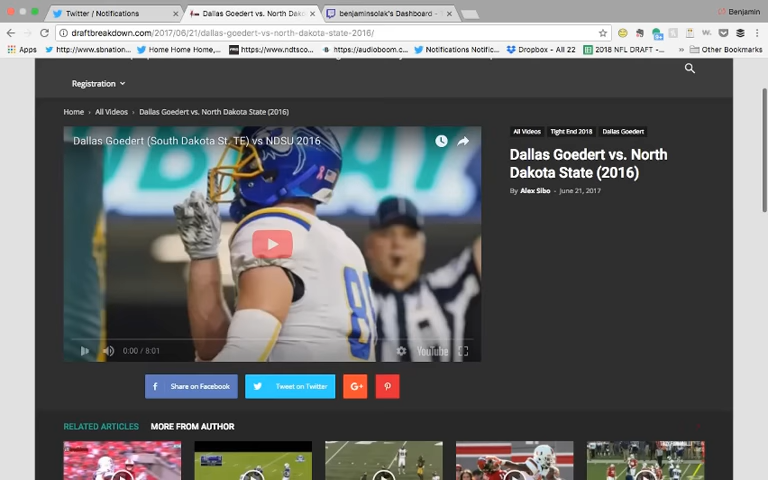 Twitter / Notifications
Dallas Goedert vs. North Dak
benjaminsolak's Dashboard -
Benjamin
draftbreakdown.com/2017/06/21/dallas-goedert-vs-north-dakota-state-2016/
Apps
http://www.sbnation...
Home Home Home,...
https://www.ndtsco...
https://audioboom.c...
Notifications Notific...
Dropbox - All 22
2018 NFL DRAFT -...
» Other Bookmarks
Registration
Home › All Videos › Dallas Goedert vs. North Dakota State (2016)
Dallas Goedert (South Dakota St. TE) vs NDSU 2016
0:00 / 8:01
YouTube
All Videos
Tight End 2018
Dallas Goedert
Dallas Goedert vs. North
Dakota State (2016)
By Alex Sibo - June 21, 2017
f Share on Facebook
Tweet on Twitter
G+
RELATED ARTICLES
MORE FROM AUTHOR